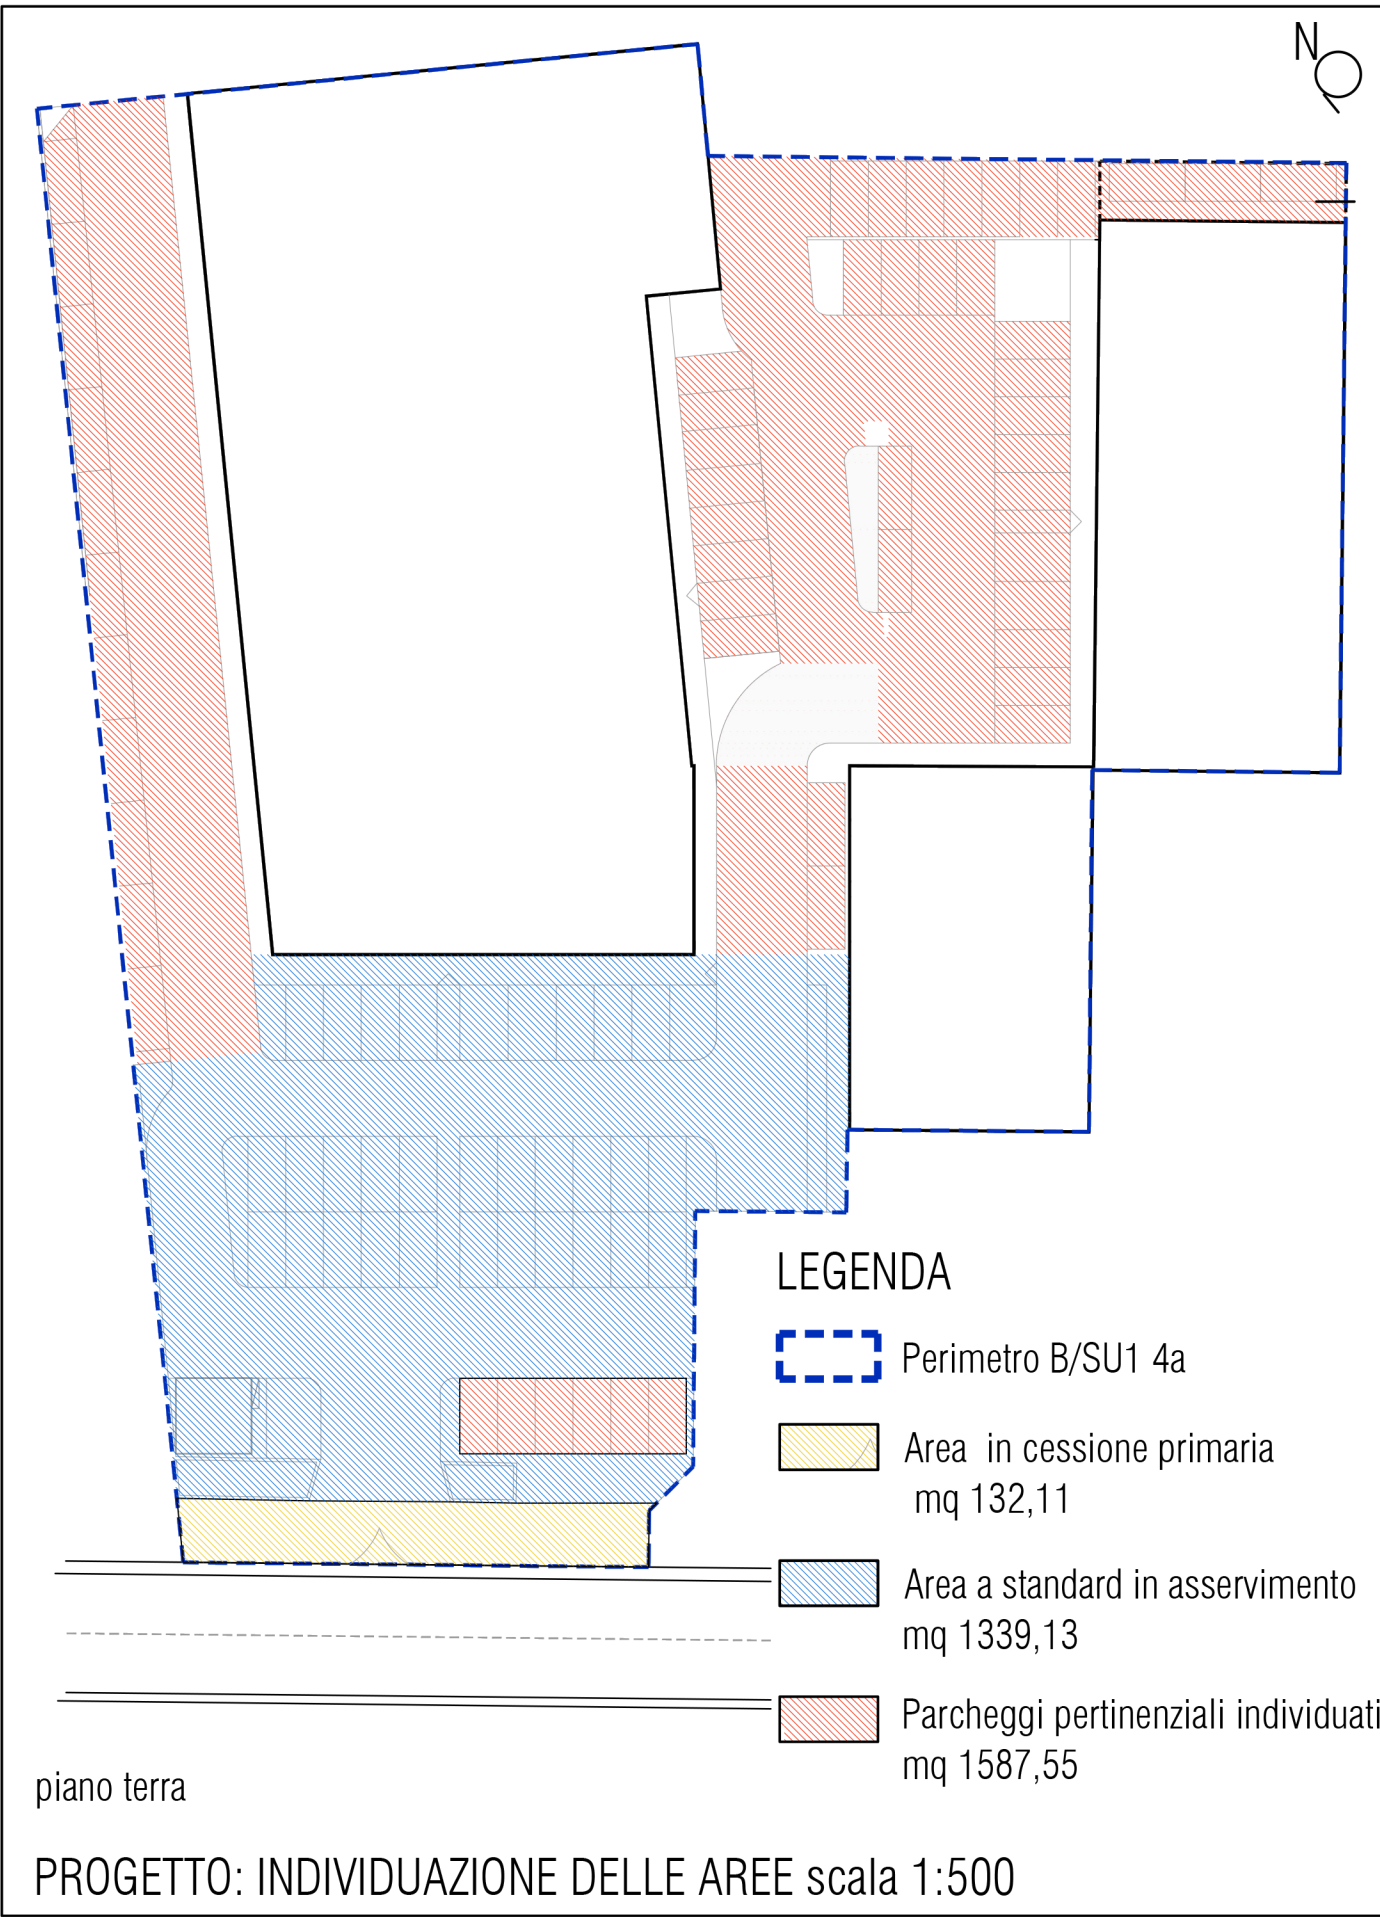 N
LEGENDA
Perimetro B/SU1 4a
Area in cessione primaria
mq 132,11
Area a standard in asservimento
mq 1339,13
Parcheggi pertinenziali individuati
mq 1587,55
piano terra
PROGETTO: INDIVIDUAZIONE DELLE AREE scala 1:500